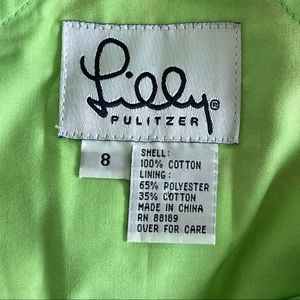 Lilly®
PULITZER
8
SHELL:
100% COTTON
LINING:
65% POLYESTER
35% COTTON
MADE IN CHINA
RN 88189
OVER FOR CARE